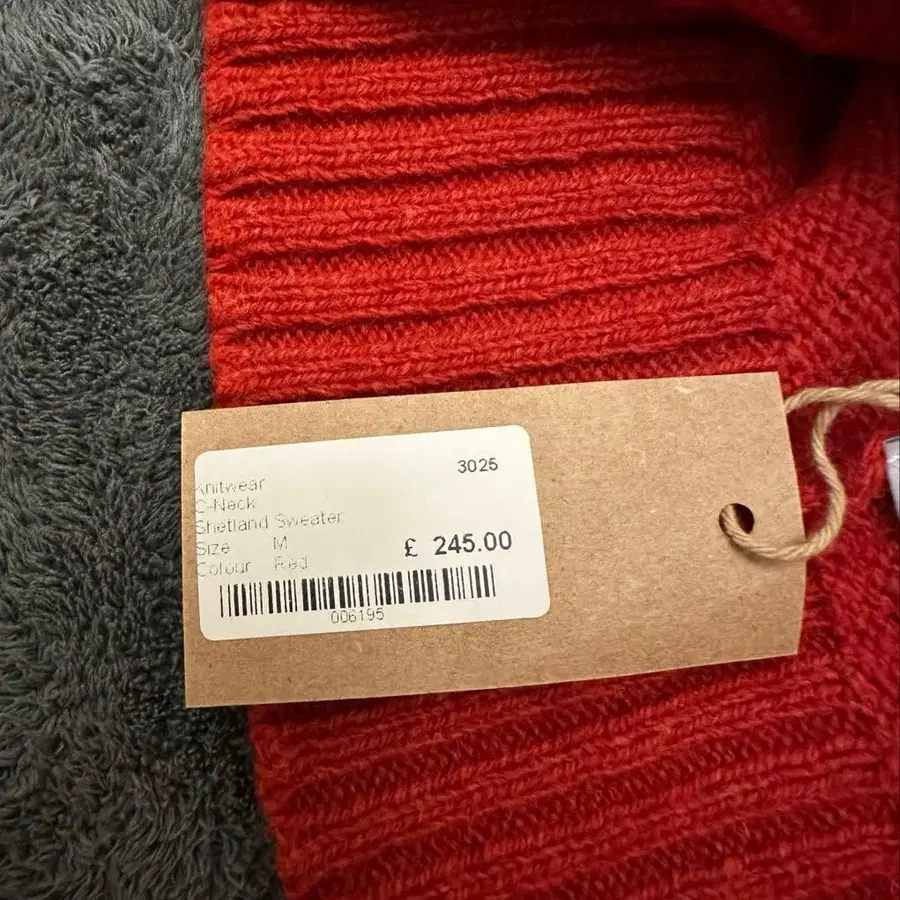 3025
Knitwear
C-Neck
Shetland Sweater
Size M
£ 245.00
Colour Red
006195